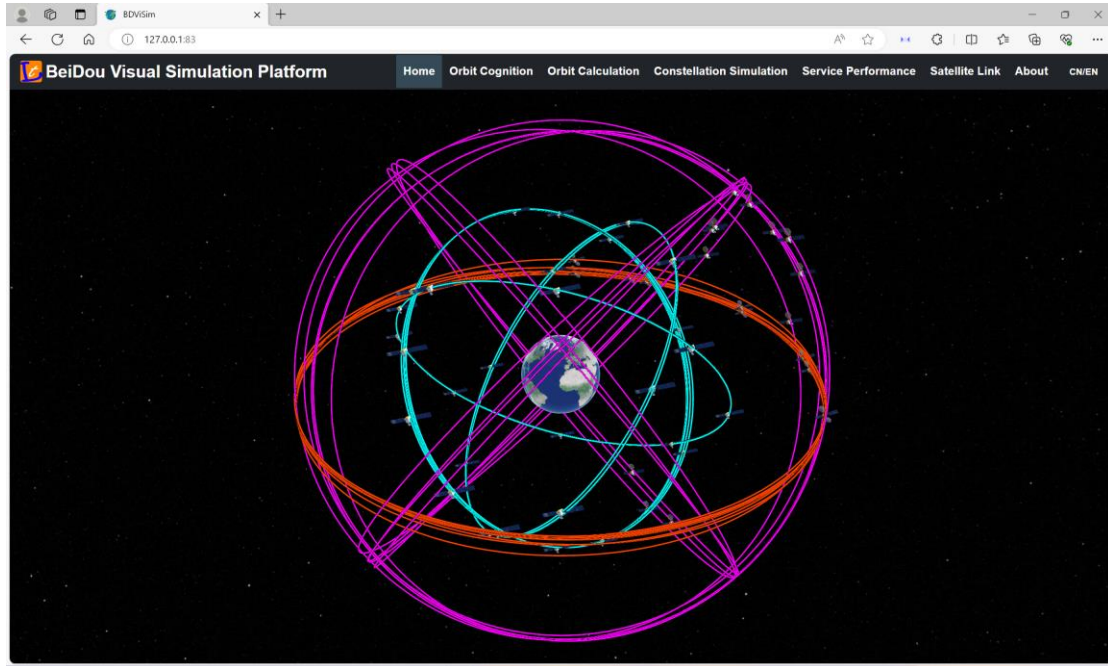 BDViSim
127.0.0.1:83
BeiDou Visual Simulation Platform
Home Orbit Cognition Orbit Calculation Constellation Simulation Service Performance Satellite Link About CN/EN